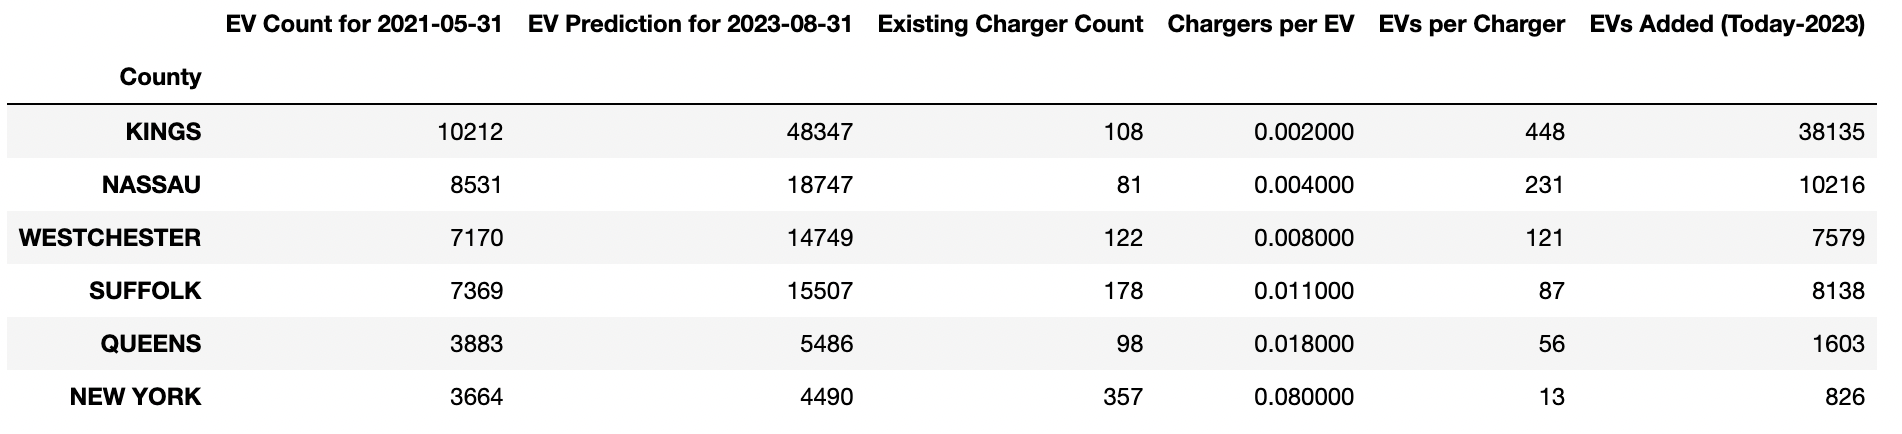 EV Count for 2021-05-31 EV Prediction for 2023-08-31 Existing Charger Count Chargers per EV EVs per Charger EVs Added (Today-2023)
County
KINGS 10212 48347 108 0.002000 448 38135
NASSAU 8531 18747 81 0.004000 231 10216
WESTCHESTER 7170 14749 122 0.008000 121 7579
SUFFOLK 7369 15507 178 0.011000 87 8138
QUEENS 3883 5486 98 0.018000 56 1603
NEW YORK 3664 4490 357 0.080000 13 826